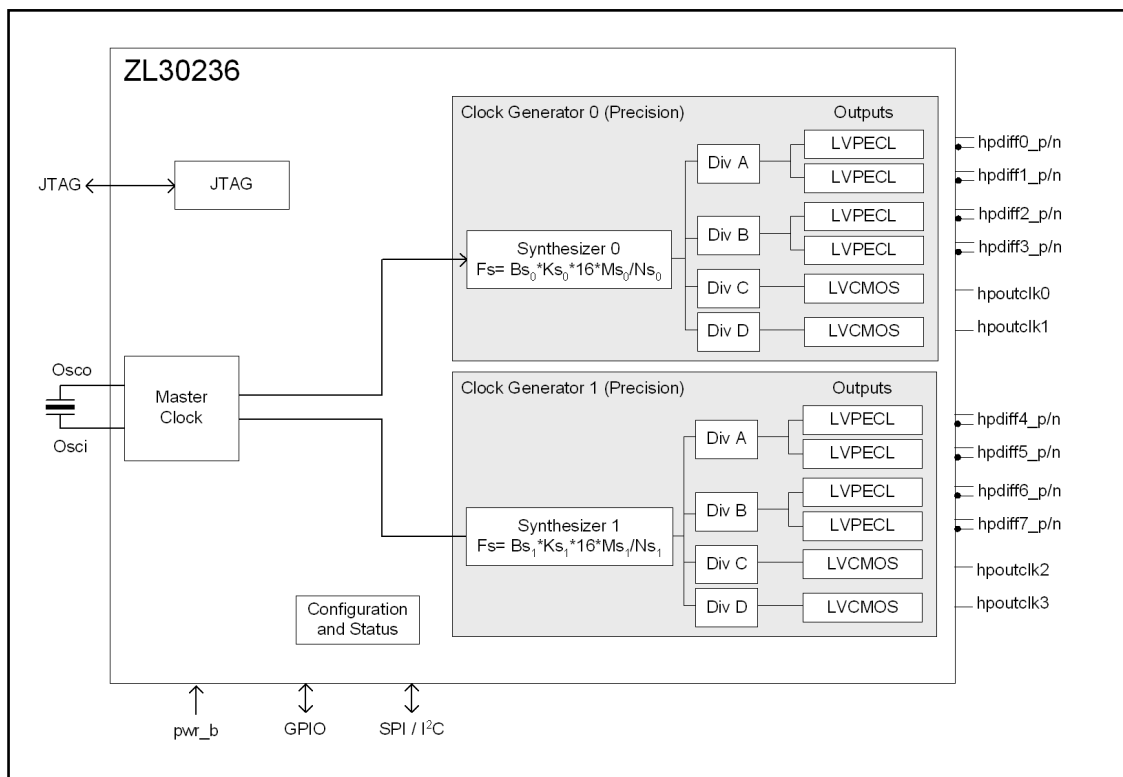 ZL30236
Clock Generator 0 (Precision)
Outputs
LVPECL
hpdiff0_p/n
Div A
LVPECL
hpdiff1_p/n
JTAG
JTAG
LVPECL
hpdiff2_p/n
Div B
LVPECL
hpdiff3_p/n
Synthesizer 0
Fs= Bs₀*Ks₀*16*Ms₀/Ns₀
Div C
LVCMOS
hpoutclk0
Div D
LVCMOS
hpoutclk1
Osco
Master
Clock
Osci
Clock Generator 1 (Precision)
Outputs
LVPECL
hpdiff4_p/n
Div A
LVPECL
hpdiff5_p/n
LVPECL
hpdiff6_p/n
Div B
LVPECL
hpdiff7_p/n
Synthesizer 1
Fs= Bs₁*Ks₁*16*Ms₁/Ns₁
Div C
LVCMOS
hpoutclk2
Div D
LVCMOS
hpoutclk3
Configuration
and Status
pwr_b
GPIO
SPI / I²C